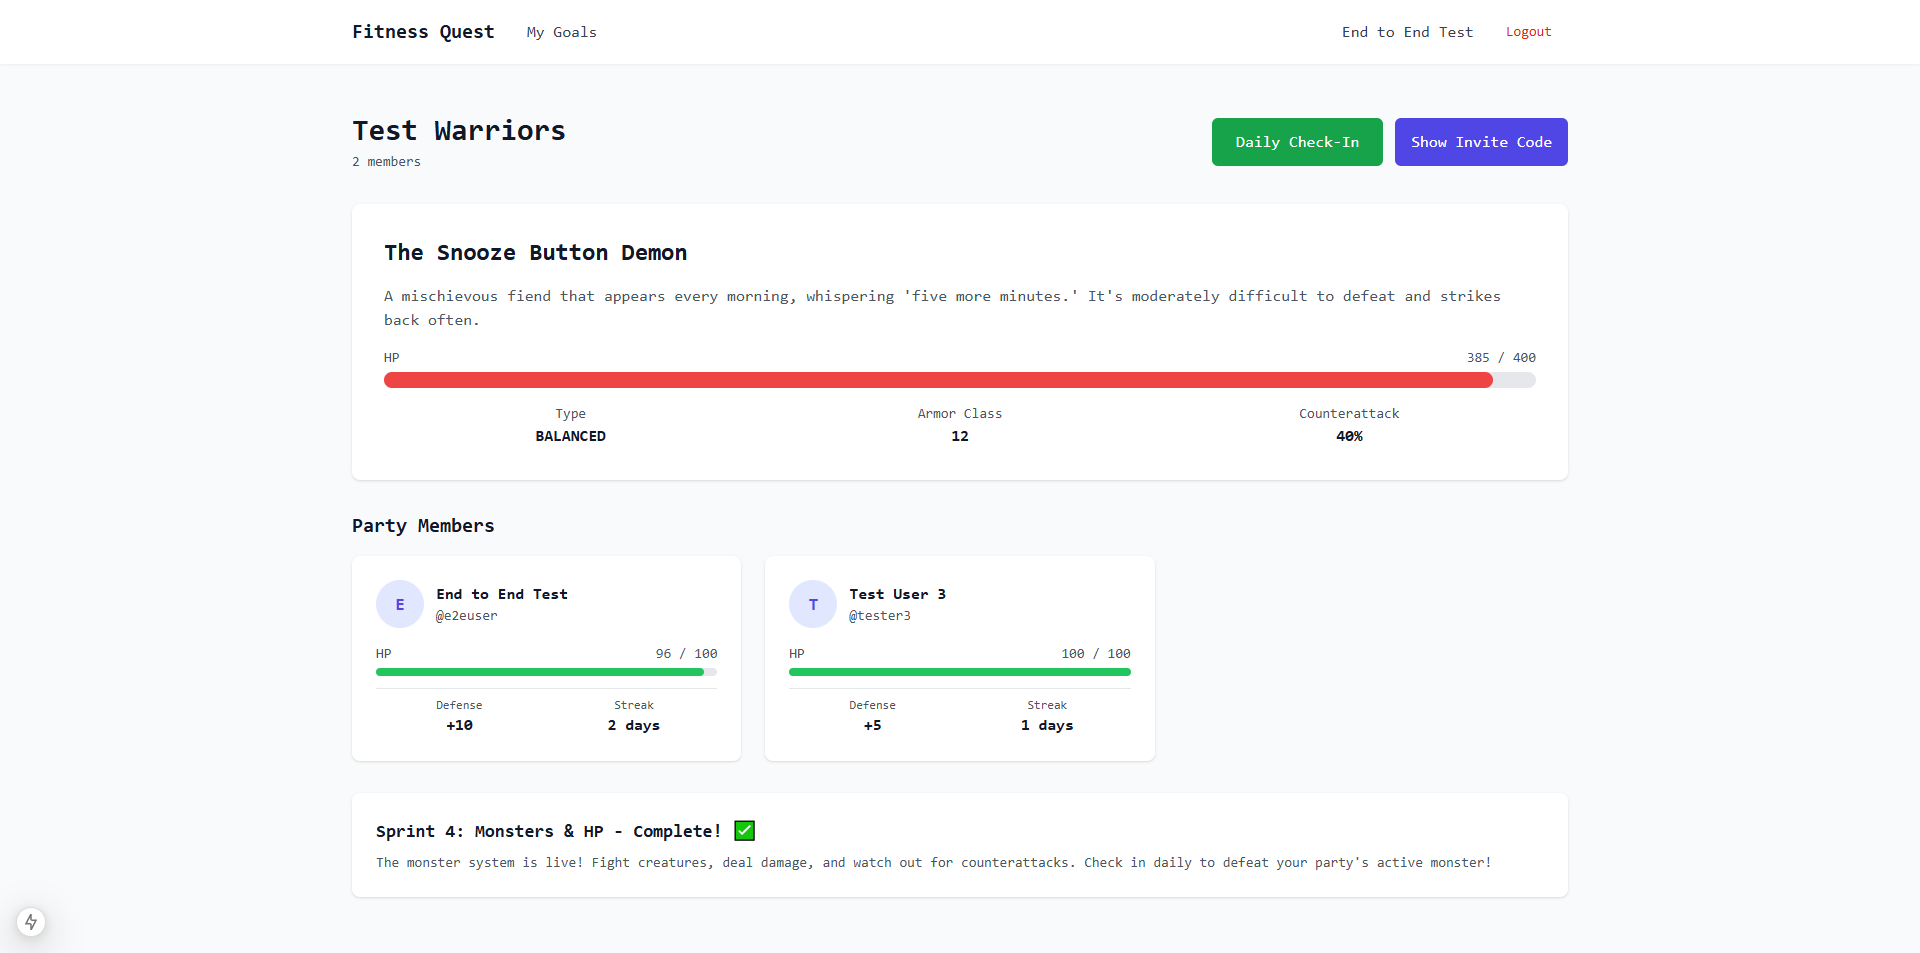 Fitness Quest
My Goals
End to End Test
Logout
Test Warriors
2 members
Daily Check-In
Show Invite Code
The Snooze Button Demon
A mischievous fiend that appears every morning, whispering 'five more minutes.' It's moderately difficult to defeat and strikes
back often.
HP
385 / 400
Type
Armor Class
Counterattack
BALANCED
12
40%
Party Members
E
End to End Test
@e2euser
HP
96 / 100
Defense
Streak
+10
2 days
T
Test User 3
@tester3
HP
100 / 100
Defense
Streak
+5
1 days
Sprint 4: Monsters & HP - Complete! ✅
The monster system is live! Fight creatures, deal damage, and watch out for counterattacks. Check in daily to defeat your party's active monster!